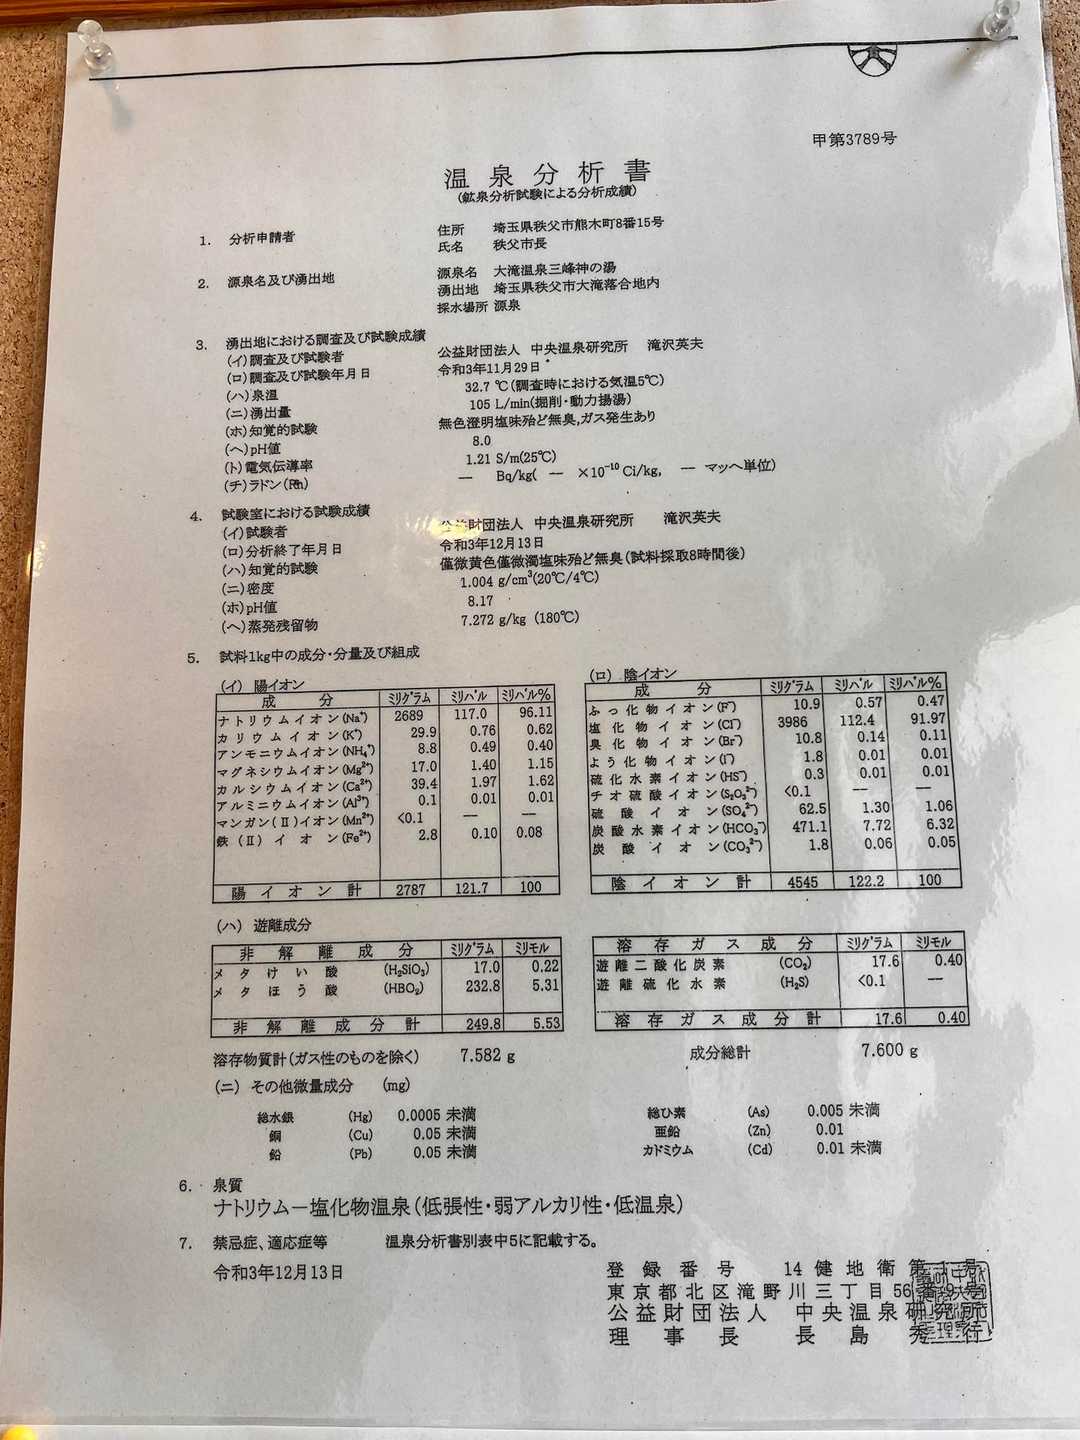 甲第3789号
温泉分析書
(鉱泉分析試験による分析成績)
1. 分析申請者 住所 埼玉県秩父市熊木町8番15号
氏名 秩父市長
2. 源泉名及び湧出地 源泉名 大滝温泉三峰神の湯
湧出地 埼玉県秩父市大滝落合地内
採水場所 源泉
3. 湧出地における調査及び試験成績
(イ)調査及び試験者 公益財団法人 中央温泉研究所 滝沢英夫
(ロ)調査及び試験年月日 令和3年11月29日
(ハ)泉温 32.7 ℃(調査時における気温5℃)
(ニ)湧出量 105 L/min(掘削・動力揚湯)
(ホ)知覚的試験 無色澄明塩味殆ど無臭,ガス発生あり
(ヘ)pH値 8.0
(ト)電気伝導率 1.21 S/m(25℃)
(チ)ラドン(Rn) — Bq/kg( — ×10⁻¹⁰ Ci/kg, — マッヘ単位)
4. 試験室における試験成績
(イ)試験者 公益財団法人 中央温泉研究所 滝沢英夫
(ロ)分析終了年月日 令和3年12月13日
(ハ)知覚的試験 僅微黄色僅微濁塩味殆ど無臭(試料採取8時間後)
(ニ)密度 1.004 g/cm³(20℃/4℃)
(ホ)pH値 8.17
(ヘ)蒸発残留物 7.272 g/kg (180℃)
5. 試料1kg中の成分・分量及び組成
(イ) 陽イオン
成分 ミリグラム ミリバル ミリバル%
ナトリウムイオン(Na⁺) 2689 117.0 96.11
カリウムイオン(K⁺) 29.9 0.76 0.62
アンモニウムイオン(NH₄⁺) 8.8 0.49 0.40
マグネシウムイオン(Mg²⁺) 17.0 1.40 1.15
カルシウムイオン(Ca²⁺) 39.4 1.97 1.62
アルミニウムイオン(Al³⁺) 0.1 0.01 0.01
マンガン(Ⅱ)イオン(Mn²⁺) <0.1 — —
鉄(Ⅱ)イオン(Fe²⁺) 2.8 0.10 0.08
陽イオン計 2787 121.7 100
(ロ) 陰イオン
成分 ミリグラム ミリバル ミリバル%
ふっ化物イオン(F⁻) 10.9 0.57 0.47
塩化物イオン(Cl⁻) 3986 112.4 91.97
臭化物イオン(Br⁻) 10.8 0.14 0.11
よう化物イオン(I⁻) 1.8 0.01 0.01
硫化水素イオン(HS⁻) 0.3 0.01 0.01
チオ硫酸イオン(S₂O₃²⁻) <0.1 — —
硫酸イオン(SO₄²⁻) 62.5 1.30 1.06
炭酸水素イオン(HCO₃⁻) 471.1 7.72 6.32
炭酸イオン(CO₃²⁻) 1.8 0.06 0.05
陰イオン計 4545 122.2 100
(ハ) 遊離成分
非解離成分 ミリグラム ミリモル
メタけい酸 (H₂SiO₃) 17.0 0.22
メタほう酸 (HBO₂) 232.8 5.31
非解離成分計 249.8 5.53
溶存ガス成分 ミリグラム ミリモル
遊離二酸化炭素 (CO₂) 17.6 0.40
遊離硫化水素 (H₂S) <0.1 —
溶存ガス成分計 17.6 0.40
溶存物質計(ガス性のものを除く) 7.582 g 成分総計 7.600 g
(ニ) その他微量成分 (mg)
総水銀 (Hg) 0.0005 未満 総ひ素 (As) 0.005 未満
銅 (Cu) 0.05 未満 亜鉛 (Zn) 0.01
鉛 (Pb) 0.05 未満 カドミウム (Cd) 0.01 未満
6. 泉質
ナトリウム－塩化物温泉(低張性・弱アルカリ性・低温泉)
7. 禁忌症、適応症等 温泉分析書別表中5に記載する。
令和3年12月13日
登録番号 14健地衛第1号
東京都北区滝野川三丁目56番9号
公益財団法人 中央温泉研究所
理事長 長島秀行